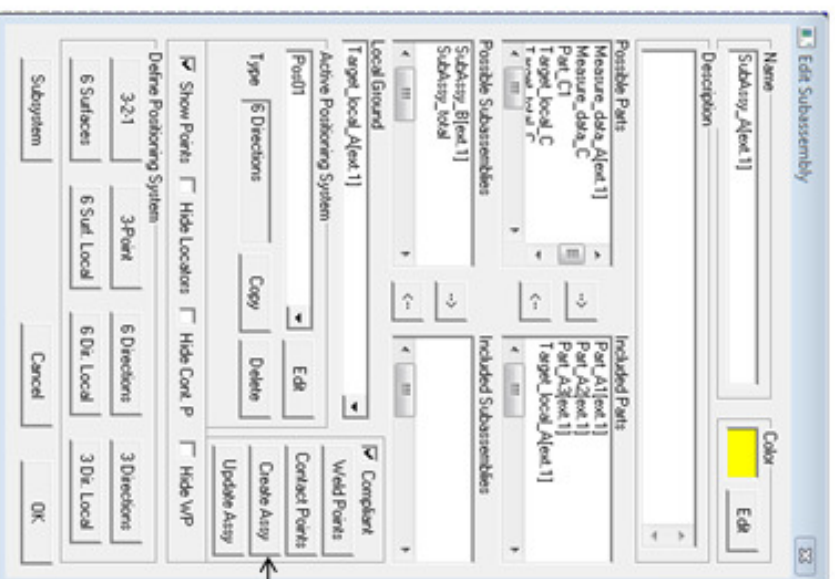 Edit Subassembly
Name
Color
SubAssy_A[ext.1]
Edit
Description
Possible Parts
Included Parts
Measure_data_A[ext.1]
Measure_data_C
Part_C1
Target_local_C
Part_A1[ext.1]
Part_A2[ext.1]
Part_A3[ext.1]
Target_local_A[ext.1]
-->
<--
Possible Subassemblies
Included Subassemblies
SubAssy_B[ext.1]
SubAssy_total
-->
<--
Local Ground
Target_local_A[ext.1]
Compliant
Weld Points
Contact Points
Create Assy
Update Assy
Active Positioning System
Pos01
Edit
Type
6 Directions
Copy
Delete
Show Points
Hide Locators
Hide Cont. P
Hide WP
Define Positioning System
3-2-1
3-Point
6 Directions
3 Directions
6 Surfaces
6 Surf. Local
6 Dir. Local
3 Dir. Local
Subsystem
Cancel
OK